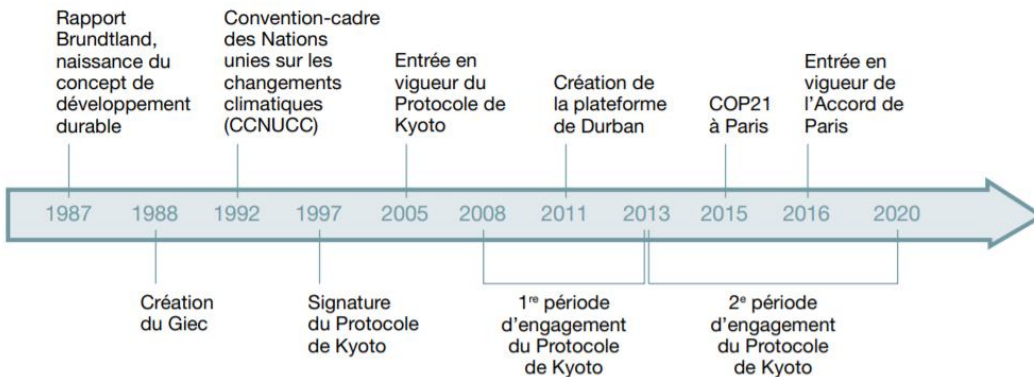 Rapport
Brundtland,
naissance du
concept de
développement
durable
Convention-cadre
des Nations
unies sur les
changements
climatiques
(CCNUCC)
Entrée en
vigueur du
Protocole de
Kyoto
Création de
la plateforme
de Durban
COP21
à Paris
Entrée en
vigueur de
l'Accord de
Paris
1987 1988 1992 1997 2005 2008 2011 2013 2015 2016 2020
Création
du Giec
Signature
du Protocole
de Kyoto
1re période
d'engagement
du Protocole
de Kyoto
2e période
d'engagement
du Protocole
de Kyoto